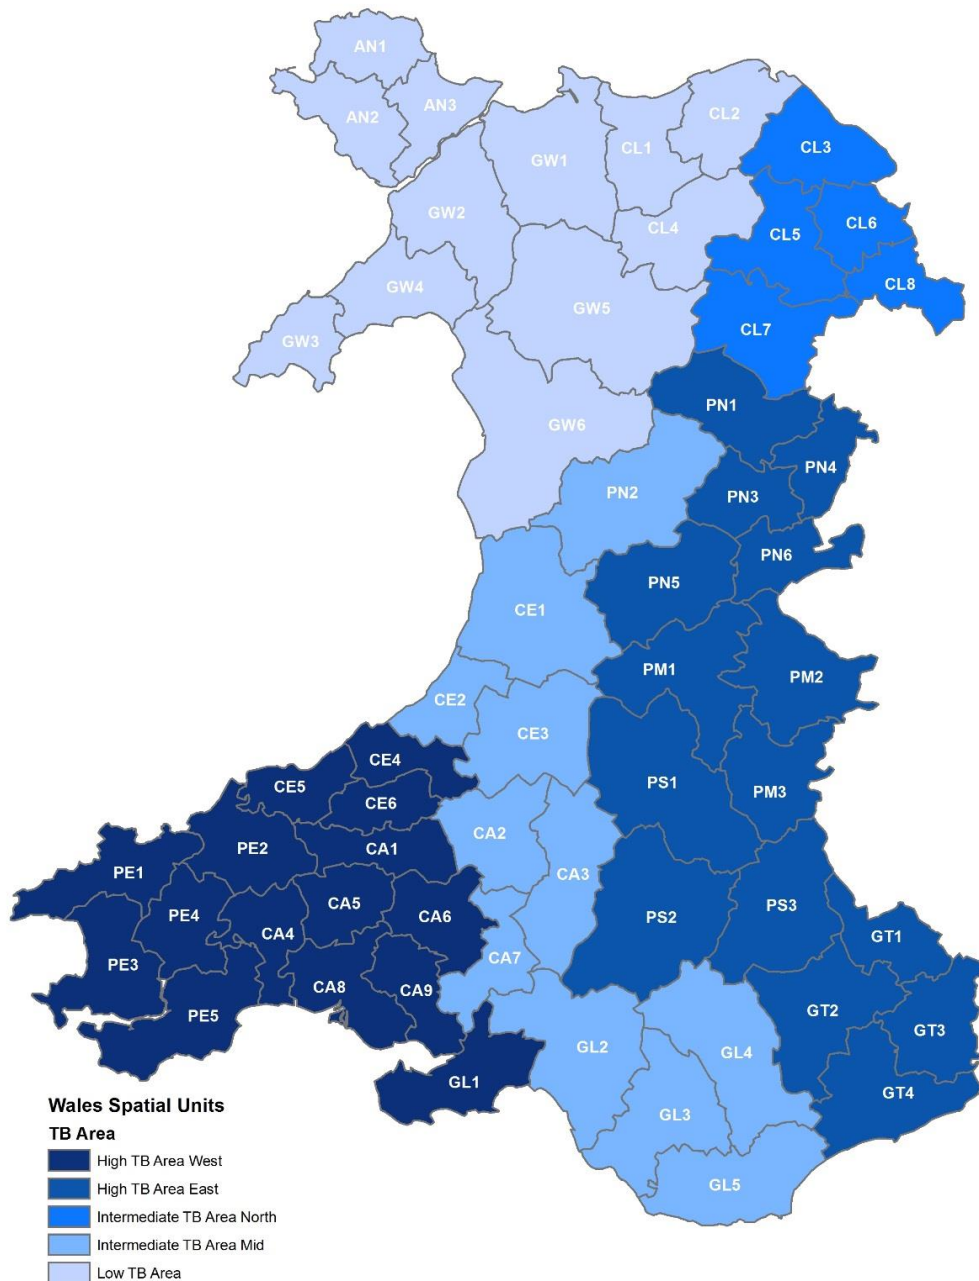 AN1
AN2
AN3
CL2
CL3
GW1
CL1
GW2
CL4
CL5
CL6
GW4
GW5
CL8
GW3
CL7
PN1
GW6
PN4
PN2
PN3
PN6
PN5
CE1
PM1
PM2
CE2
CE3
CE4
CE5
CE6
PS1
PM3
CA2
PE2
CA1
PE1
CA3
CA5
PE4
CA6
PS2
PS3
CA4
GT1
PE3
CA7
CA8
CA9
PE5
GT2
GT3
GL2
GL4
GL1
GT4
GL3
GL5
Wales Spatial Units
TB Area
High TB Area West
High TB Area East
Intermediate TB Area North
Intermediate TB Area Mid
Low TB Area